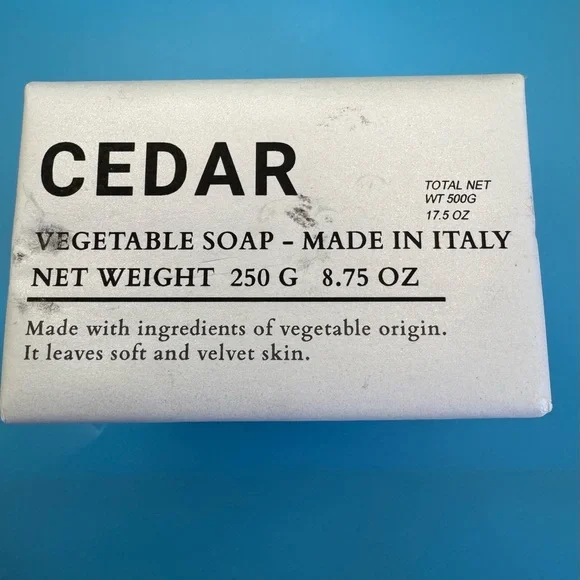 CEDAR
TOTAL NET
WT 500G
17.5 OZ
VEGETABLE SOAP – MADE IN ITALY
NET WEIGHT 250 G 8.75 OZ
Made with ingredients of vegetable origin.
It leaves soft and velvet skin.